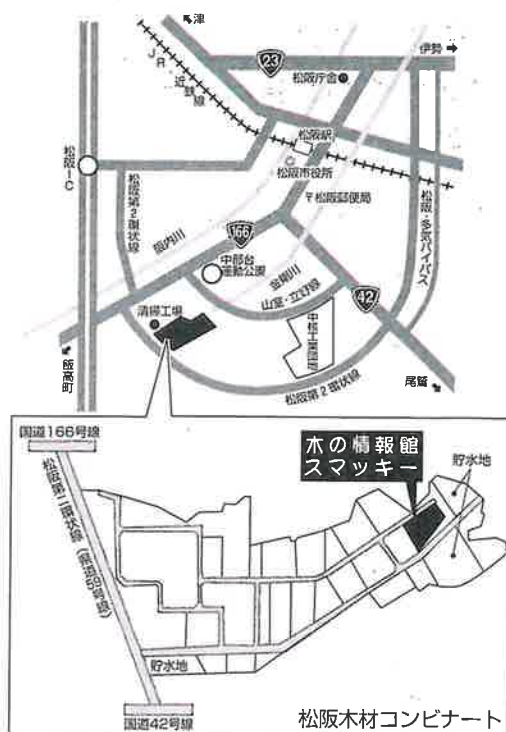 ↖津
伊勢➡
23
松阪庁舎
JR・近鉄線
松阪駅
松阪市役所
〒松阪郵便局
松阪IC
松阪第2環状線
阪内川
166
中部台
運動公園
金剛川
山室・立野線
42
松阪・多気バイパス
清掃工場
中核工業団地
松阪第2環状線
飯高町
尾鷲
国道166号線
松阪第二環状線(県道59号線)
木の情報館
スマッキー
貯水地
貯水地
国道42号線
松阪木材コンビナート